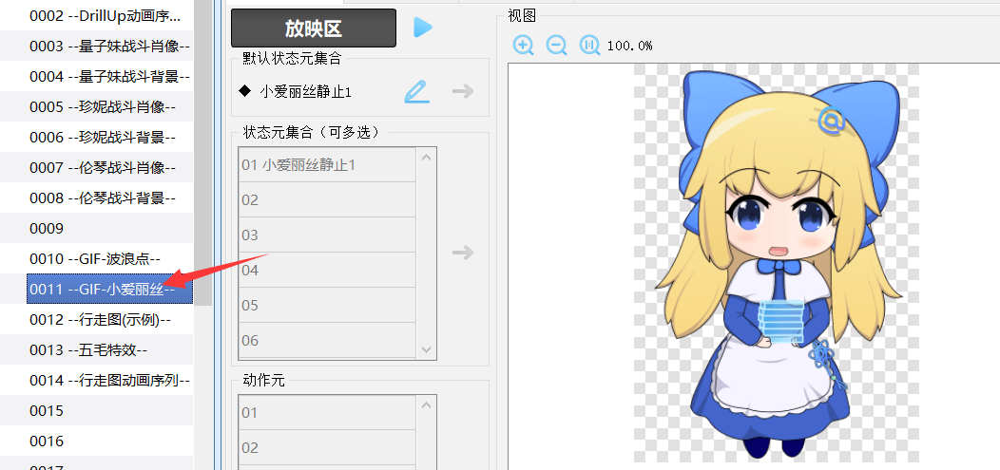 0002 --DrillUp动画序...
0003 --量子妹战斗肖像--
0004 --量子妹战斗背景--
0005 --珍妮战斗肖像--
0006 --珍妮战斗背景--
0007 --伦琴战斗肖像--
0008 --伦琴战斗背景--
0009
0010 --GIF-波浪点--
0011 --GIF-小爱丽丝--
0012 --行走图(示例)--
0013 --五毛特效--
0014 --行走图动画序列--
0015
0016
放映区
默认状态元集合
◆ 小爱丽丝静止1
状态元集合（可多选）
01 小爱丽丝静止1
02
03
04
05
06
动作元
01
02
视图
100.0%
@